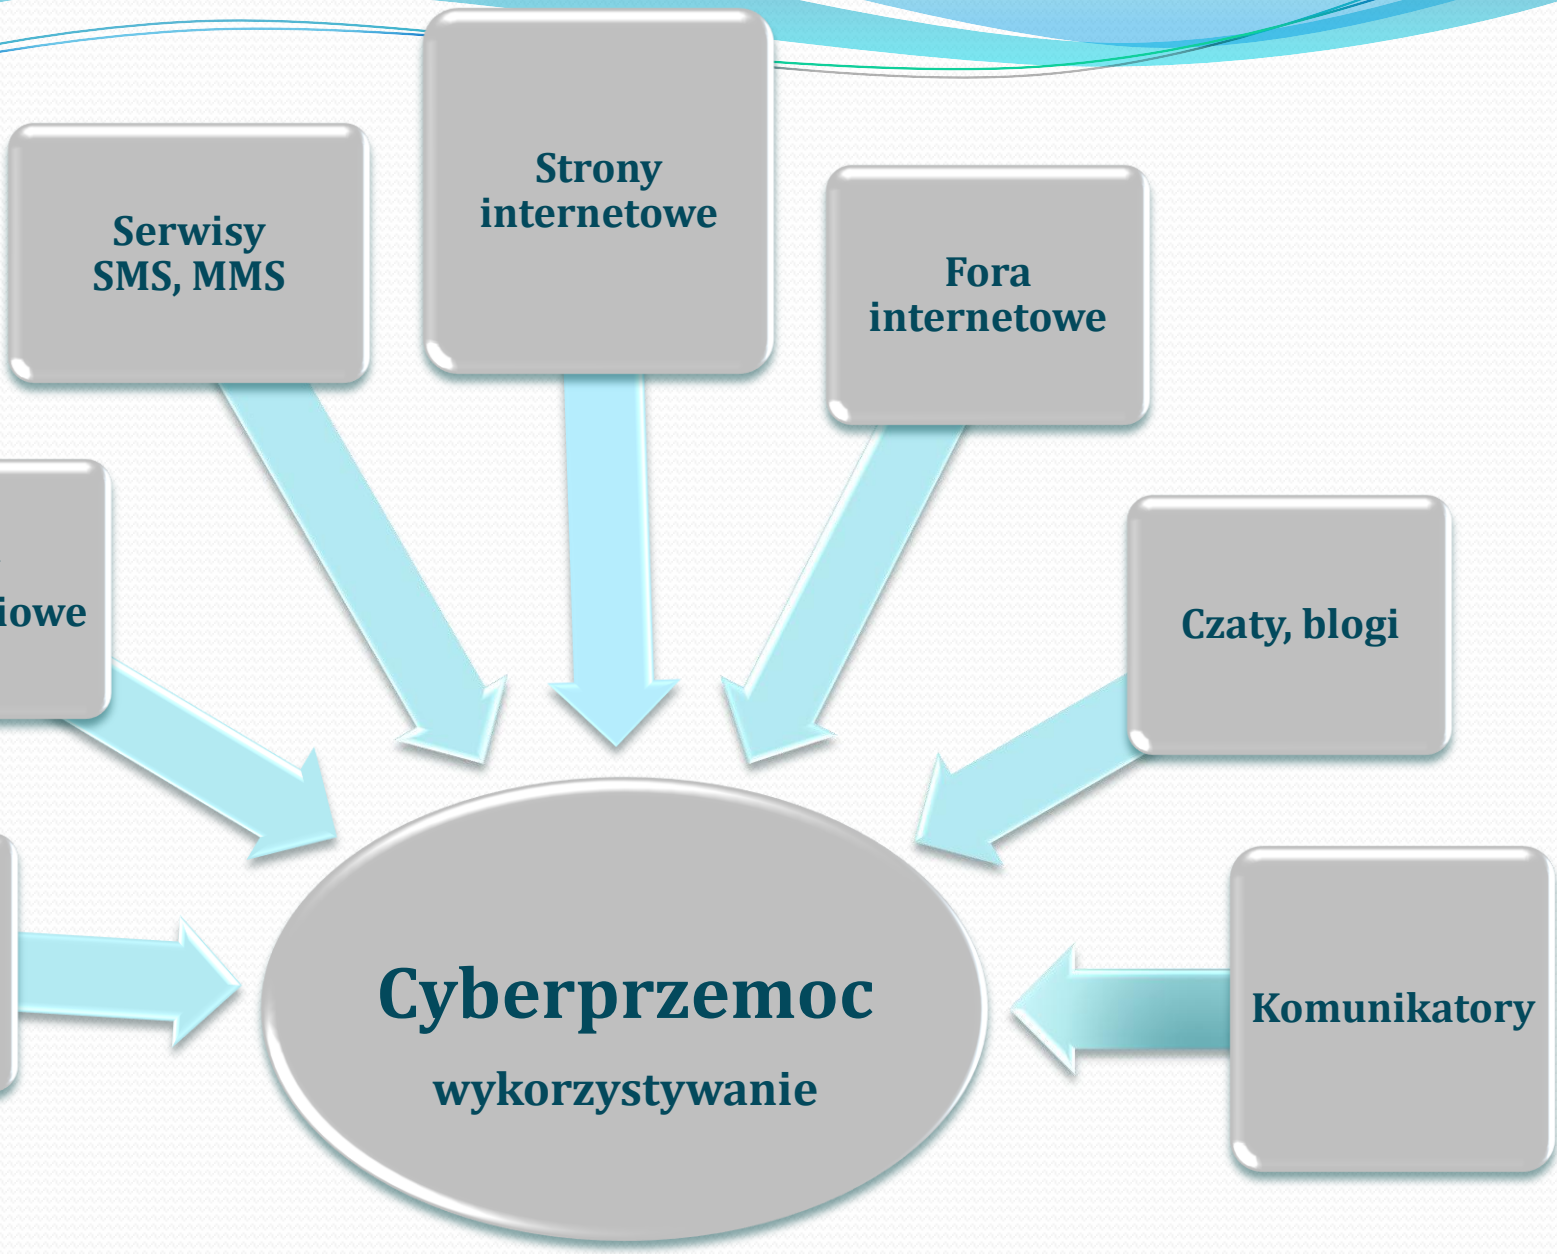 Strony
internetowe
Serwisy
SMS, MMS
Fora
internetowe
Czaty, blogi
Komunikatory
Cyberprzemoc
wykorzystywanie